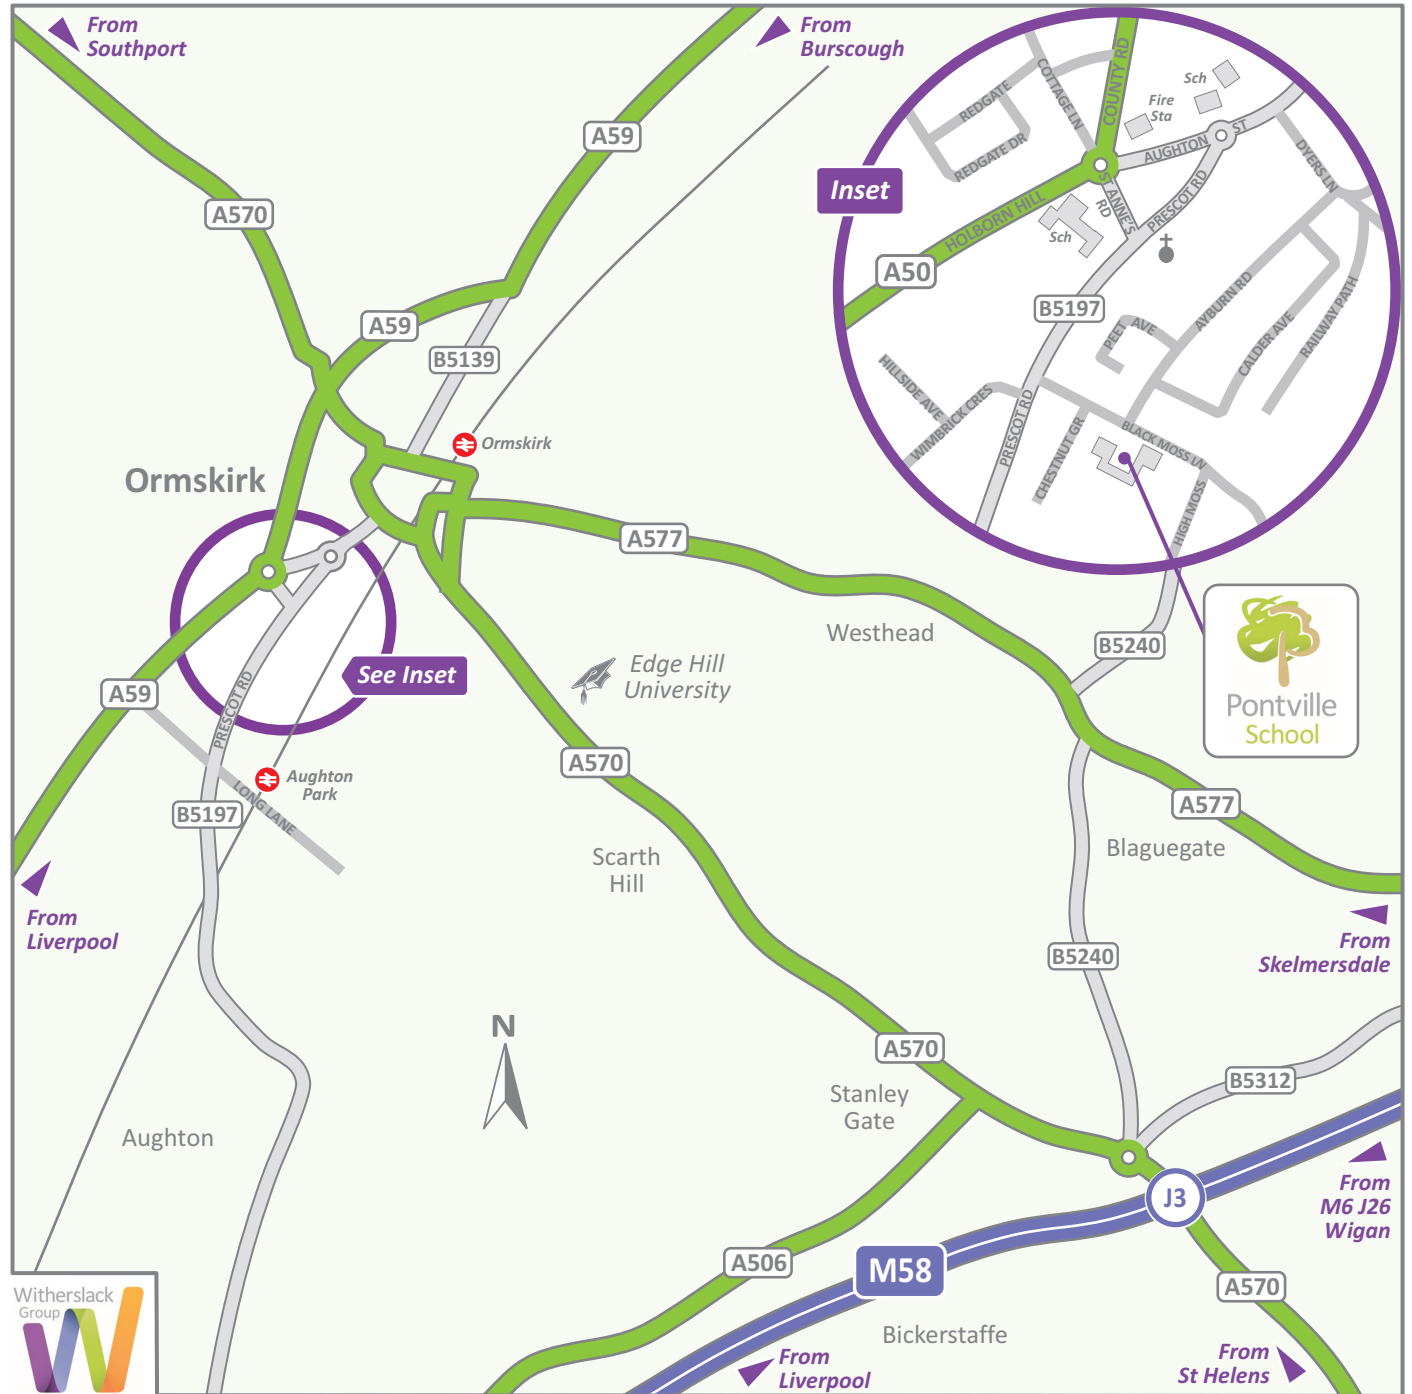 From
Southport
From
Burscough
A59
A570
A59
B5139
Ormskirk
Ormskirk
A577
Westhead
See Inset
Edge Hill
University
A59
PRESCOT RD
A570
Aughton
Park
LONG LANE
B5197
Scarth
Hill
From
Liverpool
Inset
COUNTY RD
COTTAGE LN
REDGATE
REDGATE DR
Sch
Fire
Sta
AUGHTON
ST
DYERS LN
ST ANNE'S
RD
PRESCOT RD
HOLBORN HILL
Sch
A50
B5197
AYBURN RD
PEET AVE
CALDER AVE
RAILWAY PATH
HILLSIDE AVE
WIMBRICK CRES
PRESCOT RD
CHESTNUT GR
BLACK MOSS LN
HIGH MOSS
B5240
Pontville
School
A577
Blaguegate
From
Skelmersdale
B5240
N
A570
Stanley
Gate
B5312
Aughton
J3
From
M6 J26
Wigan
A506
M58
A570
Bickerstaffe
From
Liverpool
From
St Helens
Witherslack
Group